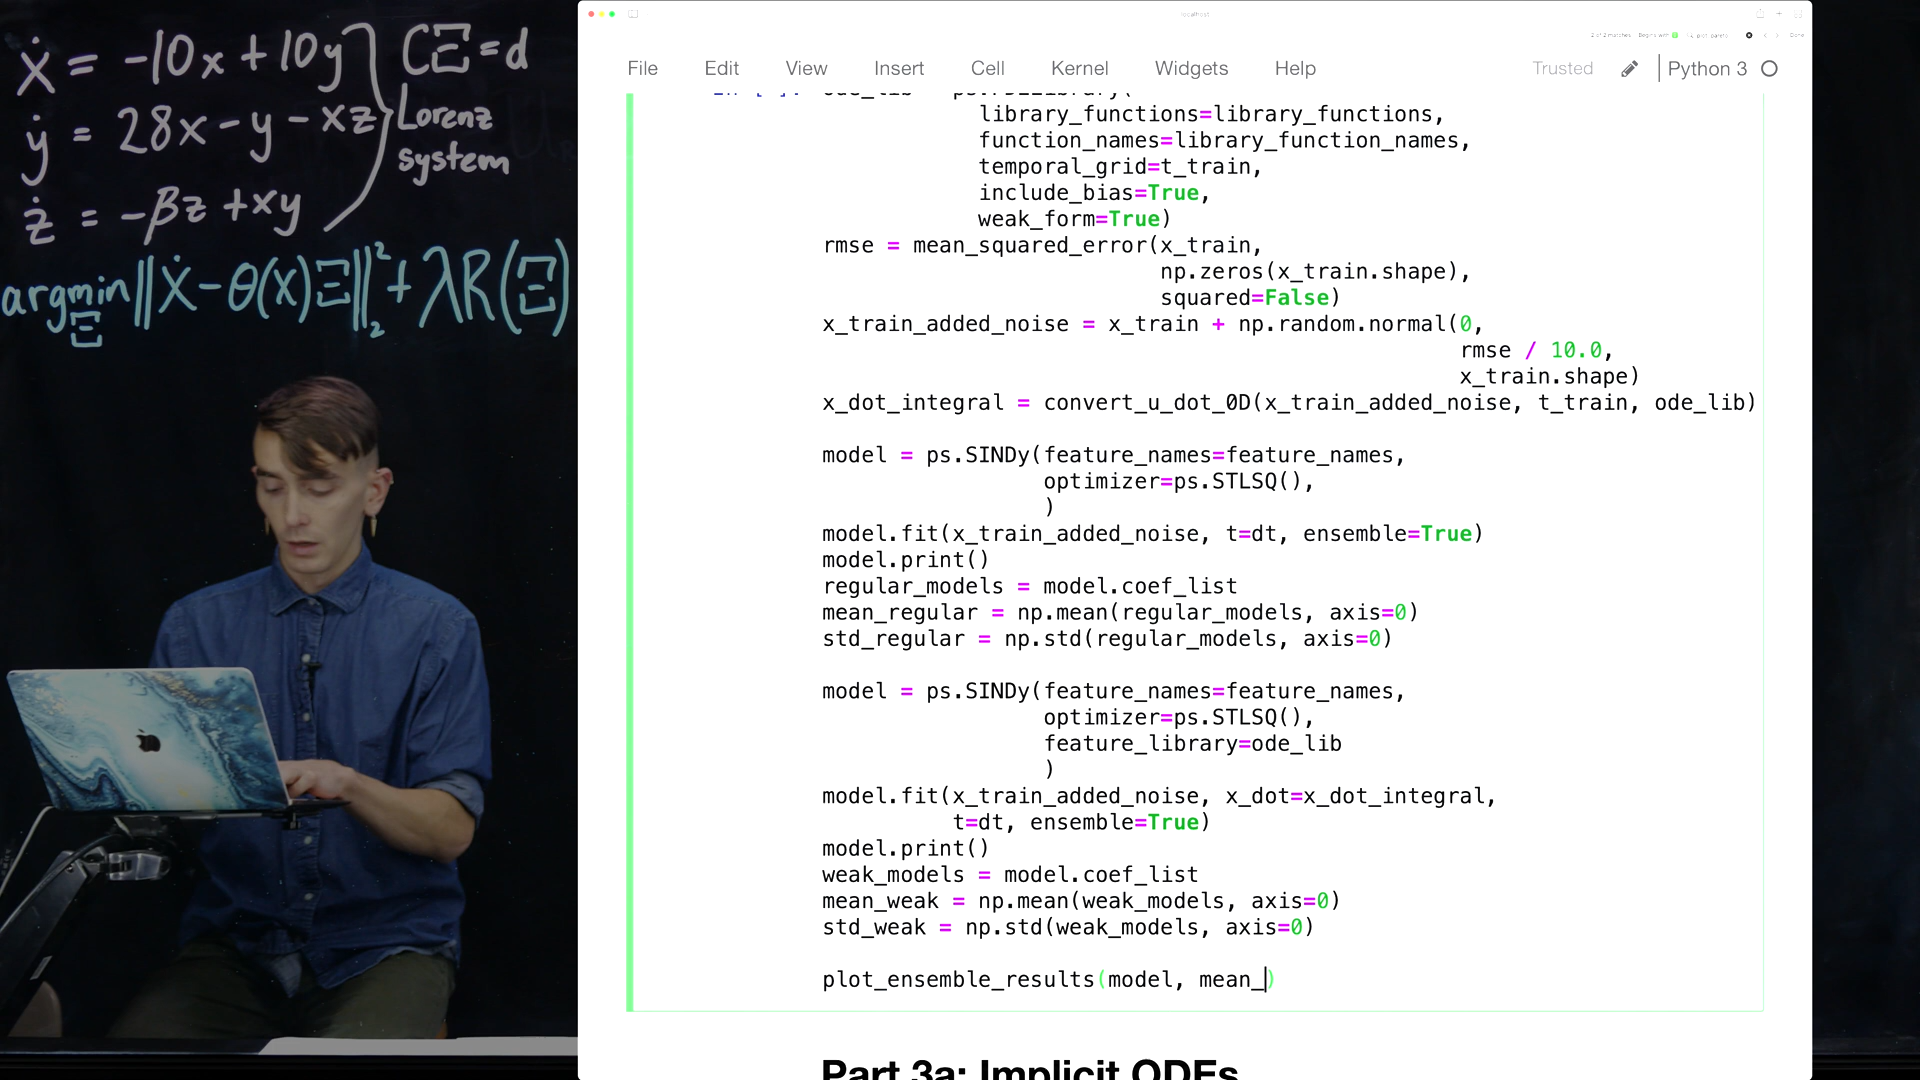 ẋ = -10x + 10y
ẏ = 28x - y - xz
ż = -βz + xy
CΞ = d
Lorenz
system
argmin ||Ẋ - θ(X)Ξ||²₂ + λR(Ξ)
Ξ
localhost
File Edit View Insert Cell Kernel Widgets Help Trusted Python 3
library_functions=library_functions,
function_names=library_function_names,
temporal_grid=t_train,
include_bias=True,
weak_form=True)
rmse = mean_squared_error(x_train,
np.zeros(x_train.shape),
squared=False)
x_train_added_noise = x_train + np.random.normal(0,
rmse / 10.0,
x_train.shape)
x_dot_integral = convert_u_dot_0D(x_train_added_noise, t_train, ode_lib)
model = ps.SINDy(feature_names=feature_names,
optimizer=ps.STLSQ(),
)
model.fit(x_train_added_noise, t=dt, ensemble=True)
model.print()
regular_models = model.coef_list
mean_regular = np.mean(regular_models, axis=0)
std_regular = np.std(regular_models, axis=0)
model = ps.SINDy(feature_names=feature_names,
optimizer=ps.STLSQ(),
feature_library=ode_lib
)
model.fit(x_train_added_noise, x_dot=x_dot_integral,
t=dt, ensemble=True)
model.print()
weak_models = model.coef_list
mean_weak = np.mean(weak_models, axis=0)
std_weak = np.std(weak_models, axis=0)
plot_ensemble_results(model, mean_)
Part 3a: Implicit ODEs